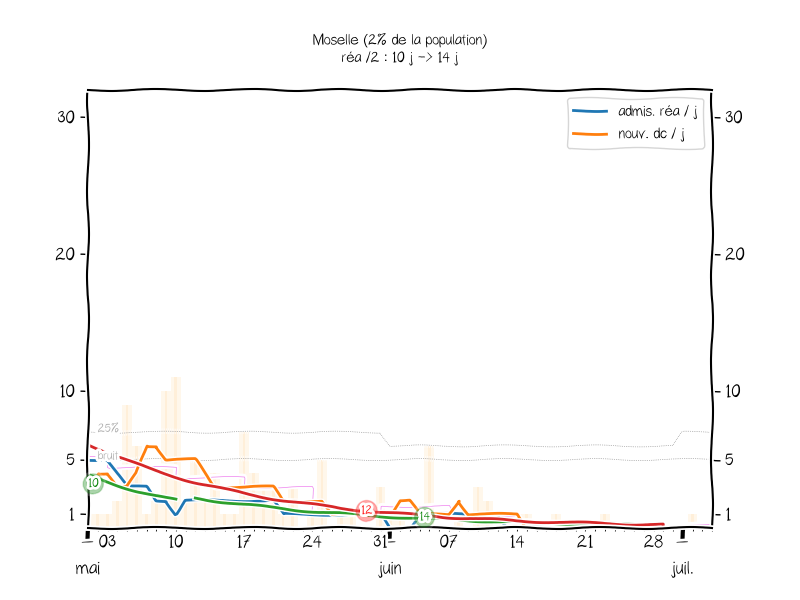 Moselle (2% de la population)
réa /2 : 10 j -> 14 j
admis. réa / j
nouv. dc / j
30
30
20
20
10
10
25%
bruit
5
5
10
12
14
1
1
03
10
17
24
31
07
14
21
28
mai
juin
juil.